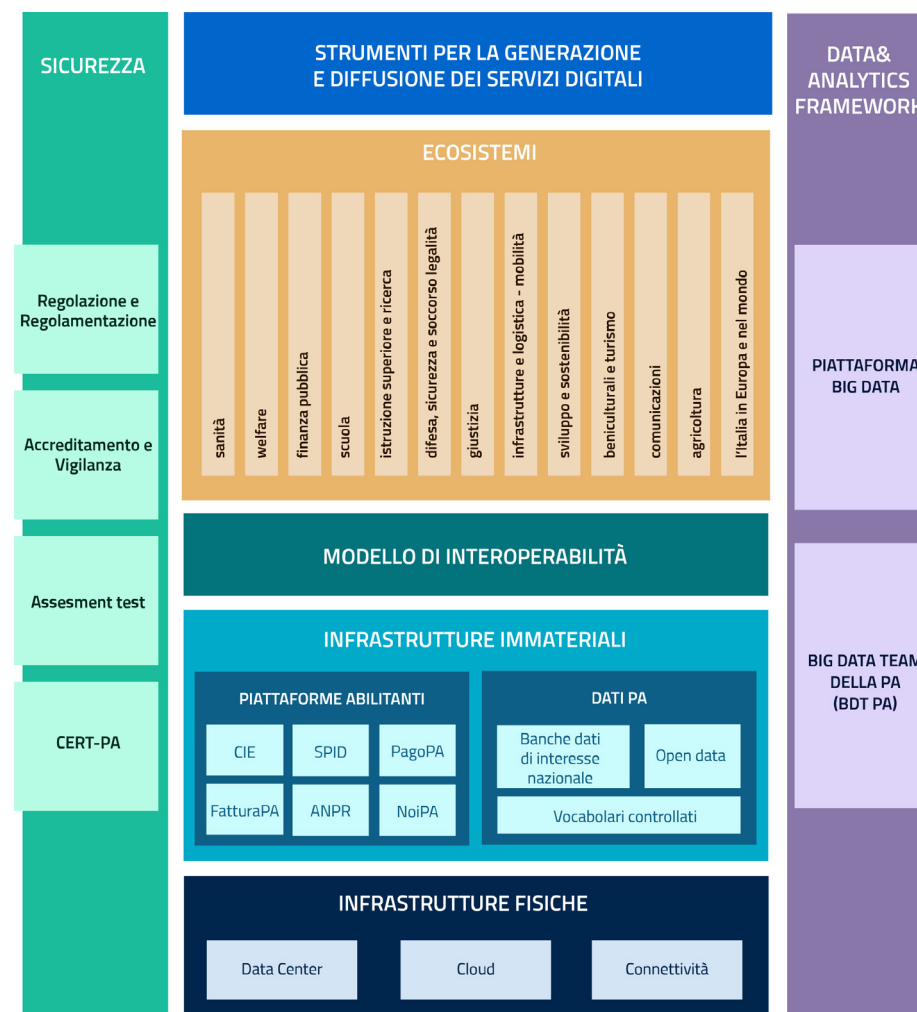 SICUREZZA
Regolazione e
Regolamentazione
Accreditamento e
Vigilanza
Assesment test
CERT-PA
STRUMENTI PER LA GENERAZIONE
E DIFFUSIONE DEI SERVIZI DIGITALI
ECOSISTEMI
sanità
welfare
finanza pubblica
scuola
istruzione superiore e ricerca
difesa, sicurezza e soccorso legalità
giustizia
infrastrutture e logistica - mobilità
sviluppo e sostenibilità
beniculturali e turismo
comunicazioni
agricoltura
l'Italia in Europa e nel mondo
MODELLO DI INTEROPERABILITÀ
INFRASTRUTTURE IMMATERIALI
PIATTAFORME ABILITANTI
CIE
SPID
PagoPA
FatturaPA
ANPR
NoiPA
DATI PA
Banche dati
di interesse
nazionale
Open data
Vocabolari controllati
INFRASTRUTTURE FISICHE
Data Center
Cloud
Connettività
DATA&
ANALYTICS
FRAMEWORK
PIATTAFORMA
BIG DATA
BIG DATA TEAM
DELLA PA
(BDT PA)